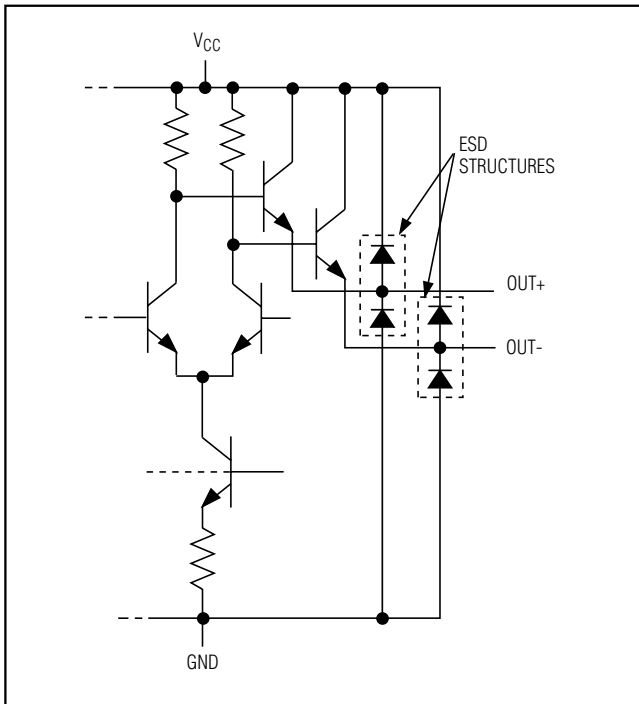 VCC
ESD
STRUCTURES
OUT+
OUT-
GND